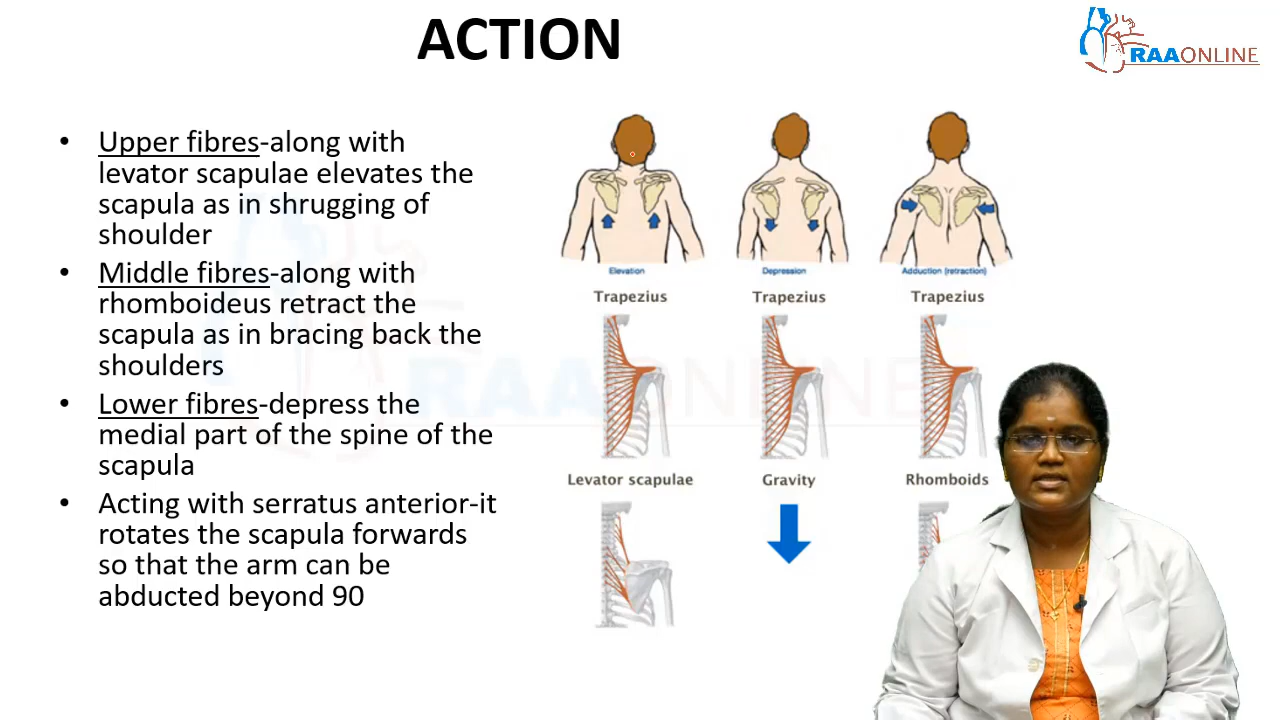 ACTION
RAAONLINE
• Upper fibres-along with
levator scapulae elevates the
scapula as in shrugging of
shoulder
• Middle fibres-along with
rhomboideus retract the
scapula as in bracing back the
shoulders
• Lower fibres-depress the
medial part of the spine of the
scapula
• Acting with serratus anterior-it
rotates the scapula forwards
so that the arm can be
abducted beyond 90
Elevation Depression Adduction (retraction)
Trapezius Trapezius Trapezius
Levator scapulae Gravity Rhomboids
RAAONLINE